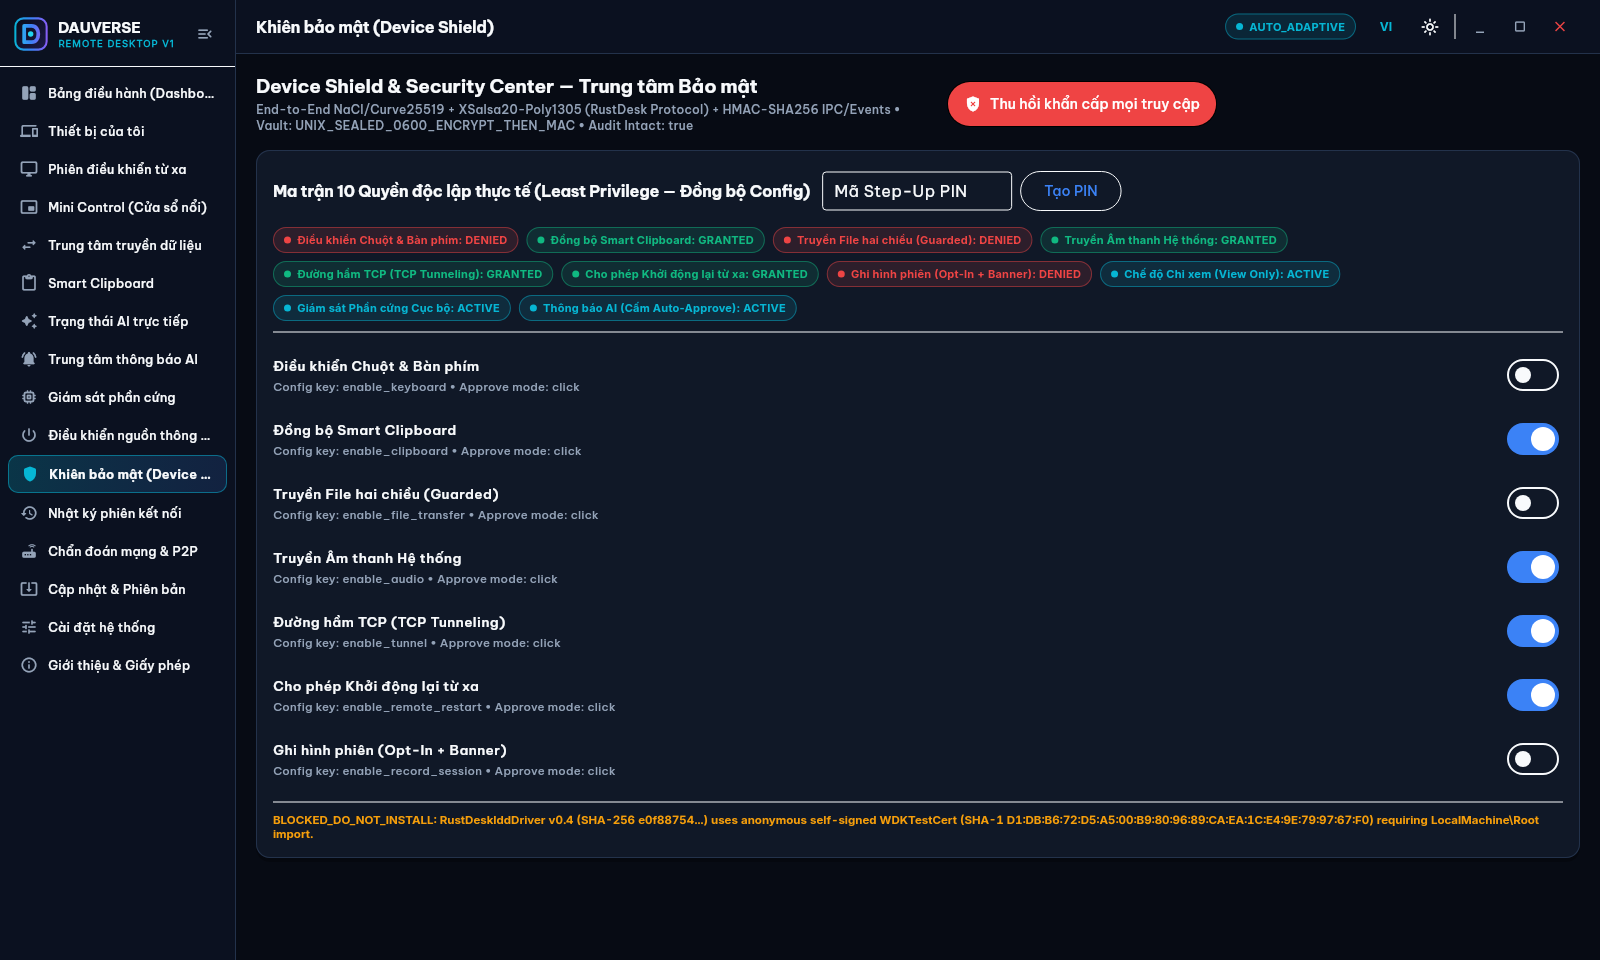 DAUVERSE
REMOTE DESKTOP V1
Khiên bảo mật (Device Shield)
AUTO_ADAPTIVE
VI
Bảng điều hành (Dashbo...
Thiết bị của tôi
Phiên điều khiển từ xa
Mini Control (Cửa sổ nổi)
Trung tâm truyền dữ liệu
Smart Clipboard
Trạng thái AI trực tiếp
Trung tâm thông báo AI
Giám sát phần cứng
Điều khiển nguồn thông ...
Khiên bảo mật (Device ...
Nhật ký phiên kết nối
Chẩn đoán mạng & P2P
Cập nhật & Phiên bản
Cài đặt hệ thống
Giới thiệu & Giấy phép
Device Shield & Security Center — Trung tâm Bảo mật
End-to-End NaCl/Curve25519 + XSalsa20-Poly1305 (RustDesk Protocol) + HMAC-SHA256 IPC/Events •
Vault: UNIX_SEALED_0600_ENCRYPT_THEN_MAC • Audit Intact: true
Thu hồi khẩn cấp mọi truy cập
Ma trận 10 Quyền độc lập thực tế (Least Privilege — Đồng bộ Config)
Mã Step-Up PIN
Tạo PIN
Điều khiển Chuột & Bàn phím: DENIED
Đồng bộ Smart Clipboard: GRANTED
Truyền File hai chiều (Guarded): DENIED
Truyền Âm thanh Hệ thống: GRANTED
Đường hầm TCP (TCP Tunneling): GRANTED
Cho phép Khởi động lại từ xa: GRANTED
Ghi hình phiên (Opt-In + Banner): DENIED
Chế độ Chỉ xem (View Only): ACTIVE
Giám sát Phần cứng Cục bộ: ACTIVE
Thông báo AI (Cấm Auto-Approve): ACTIVE
Điều khiển Chuột & Bàn phím
Config key: enable_keyboard • Approve mode: click
Đồng bộ Smart Clipboard
Config key: enable_clipboard • Approve mode: click
Truyền File hai chiều (Guarded)
Config key: enable_file_transfer • Approve mode: click
Truyền Âm thanh Hệ thống
Config key: enable_audio • Approve mode: click
Đường hầm TCP (TCP Tunneling)
Config key: enable_tunnel • Approve mode: click
Cho phép Khởi động lại từ xa
Config key: enable_remote_restart • Approve mode: click
Ghi hình phiên (Opt-In + Banner)
Config key: enable_record_session • Approve mode: click
BLOCKED_DO_NOT_INSTALL: RustDeskIddDriver v0.4 (SHA-256 e0f88754...) uses anonymous self-signed WDKTestCert (SHA-1 D1:DB:B6:72:D5:A5:00:B9:80:96:89:CA:EA:1C:E4:9E:79:97:67:F0) requiring LocalMachine\Root
import.